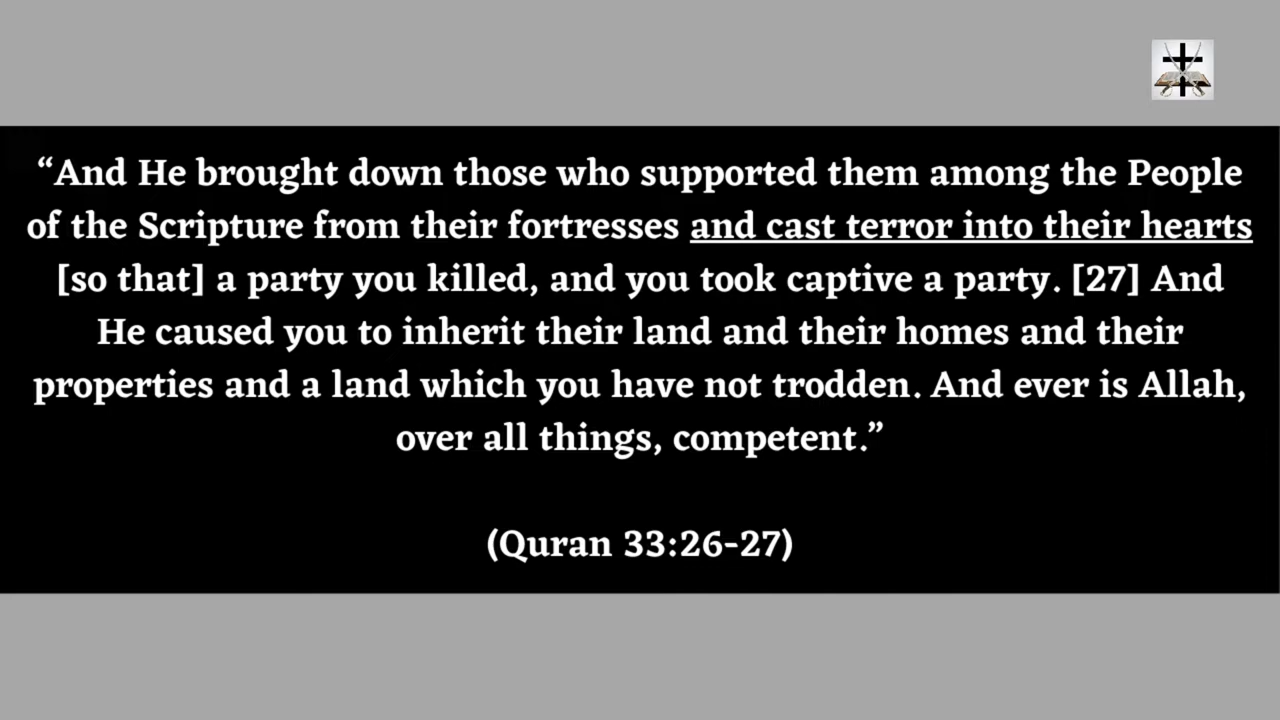 “And He brought down those who supported them among the People
of the Scripture from their fortresses and cast terror into their hearts
[so that] a party you killed, and you took captive a party. [27] And
He caused you to inherit their land and their homes and their
properties and a land which you have not trodden. And ever is Allah,
over all things, competent.”
(Quran 33:26-27)